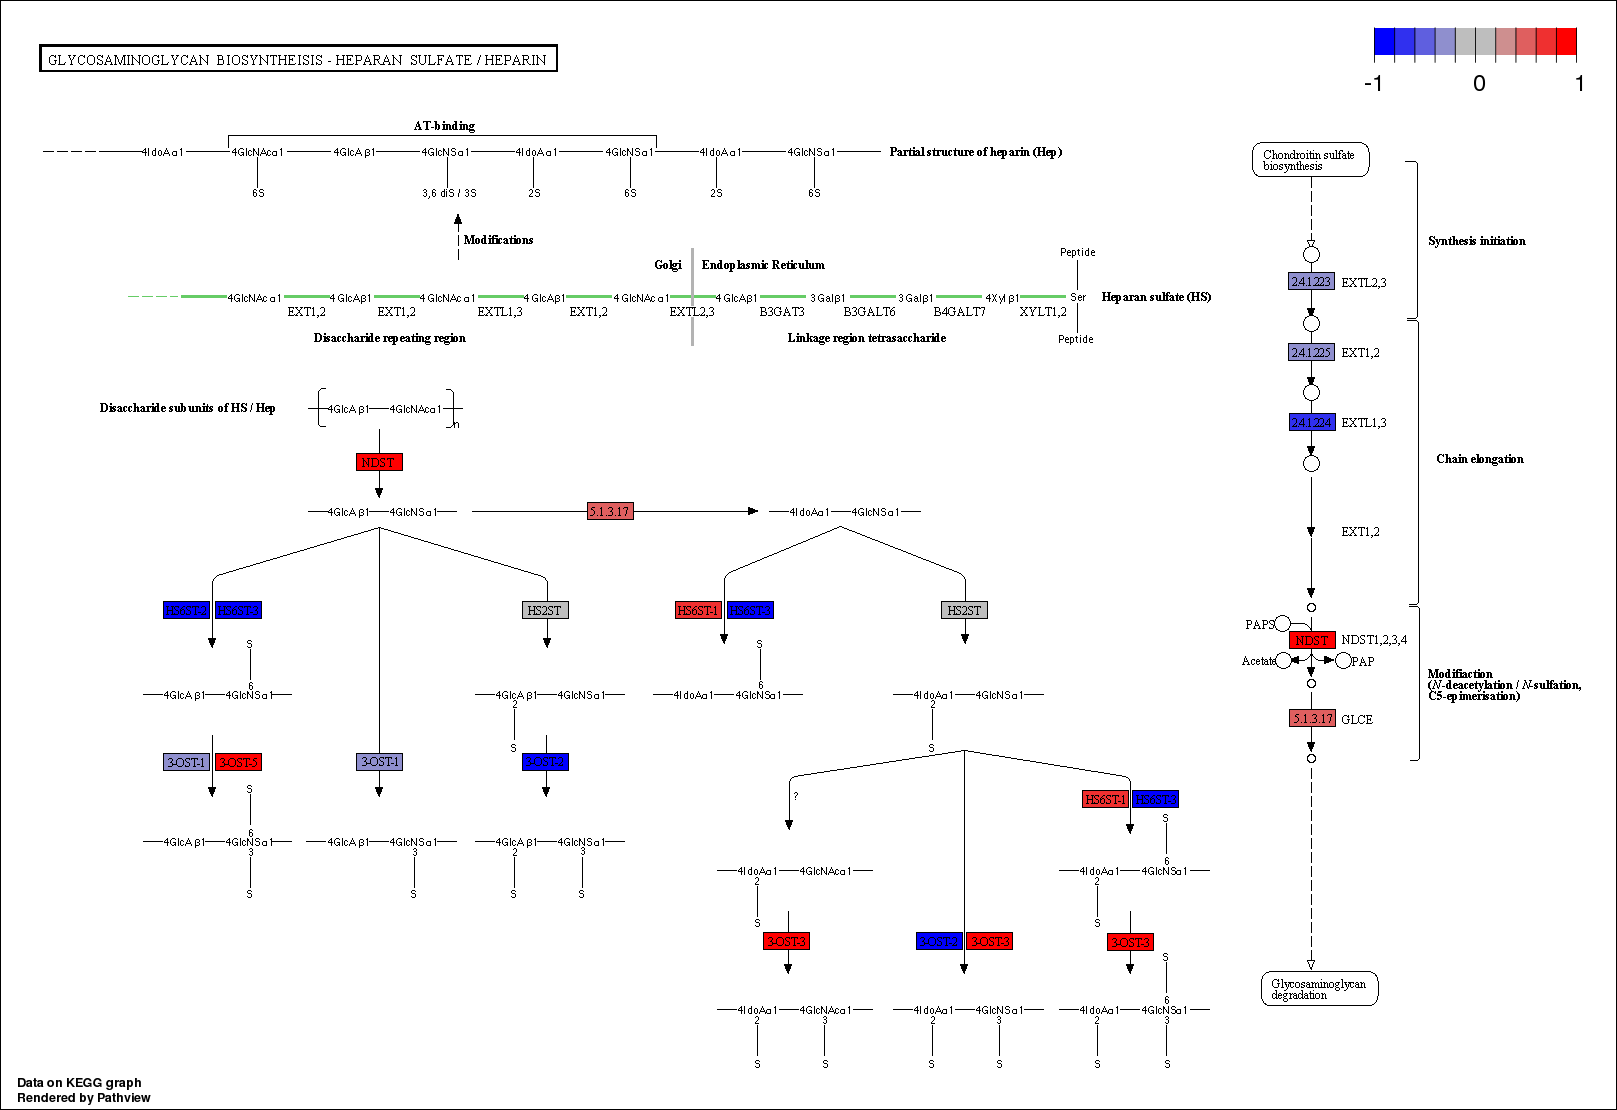 GLYCOSAMINOGLYCAN BIOSYNTHEISIS - HEPARAN SULFATE / HEPARIN
-1 0 1
AT-binding
4IdoAα1 4GlcNAcα1 4GlcAβ1 4GlcNSα1 4IdoAα1 4GlcNSα1 4IdoAα1 4GlcNSα1 Partial structure of heparin (Hep)
6S 3,6 diS / 3S 2S 6S 2S 6S
Modifications
Golgi Endoplasmic Reticulum
Peptide
4GlcNAcα1 4GlcAβ1 4GlcNAcα1 4GlcAβ1 4GlcNAcα1 4GlcAβ1 3Galβ1 3Galβ1 4Xylβ1 Ser Heparan sulfate (HS)
EXT1,2 EXT1,2 EXTL1,3 EXT1,2 EXTL2,3 B3GAT3 B3GALT6 B4GALT7 XYLT1,2
Disaccharide repeating region Linkage region tetrasaccharide
Peptide
Disaccharide subunits of HS / Hep 4GlcAβ1 4GlcNAcα1
n
NDST
4GlcAβ1 4GlcNSα1 5.1.3.17 4IdoAα1 4GlcNSα1
HS6ST-2 HS6ST-3 HS2ST HS6ST-1 HS6ST-3 HS2ST
S S
6 6
4GlcAβ1 4GlcNSα1 4GlcAβ1 4GlcNSα1 4IdoAα1 4GlcNSα1 4IdoAα1 4GlcNSα1
2 2
S S
3-OST-1 3-OST-5 3-OST-1 3-OST-2
?
HS6ST-1
S S
6
4GlcAβ1 4GlcNSα1 4GlcAβ1 4GlcNSα1 4GlcAβ1 4GlcNSα1
3 3 2 3
S S S S
6
4IdoAα1 4GlcNAcα1 4IdoAα1 4GlcNSα1
2 2
S S
3-OST-3 3-OST-2 3-OST-3 3-OST-3
S
6
4IdoAα1 4GlcNAcα1 4IdoAα1 4GlcNSα1 4IdoAα1 4GlcNSα1
2 3 2 3 2 3
S S S S S S
Chondroitin sulfate
biosynthesis
Synthesis initiation
2.4.1.223 EXTL2,3
2.4.1.225 EXT1,2
2.4.1.224 EXTL1,3
Chain elongation
EXT1,2
PAPS
NDST NDST1,2,3,4
Acetate PAP
Modifiaction
(N-deacetylation / N-sulfation,
C5-epimerisation)
5.1.3.17 GLCE
Glycosaminoglycan
degradation
Data on KEGG graph
Rendered by Pathview